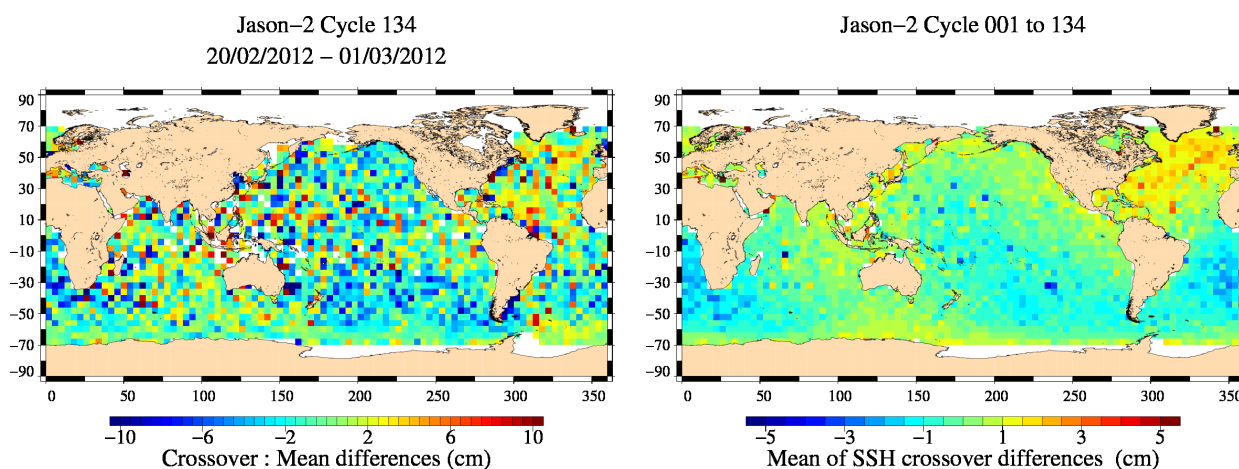 Jason−2 Cycle 134
20/02/2012 − 01/03/2012
90
70
50
30
10
−10
−30
−50
−70
−90
0 50 100 150 200 250 300 350
−10 −6 −2 2 6 10
Crossover : Mean differences (cm)
Jason−2 Cycle 001 to 134
90
70
50
30
10
−10
−30
−50
−70
−90
0 50 100 150 200 250 300 350
−5 −3 −1 1 3 5
Mean of SSH crossover differences (cm)